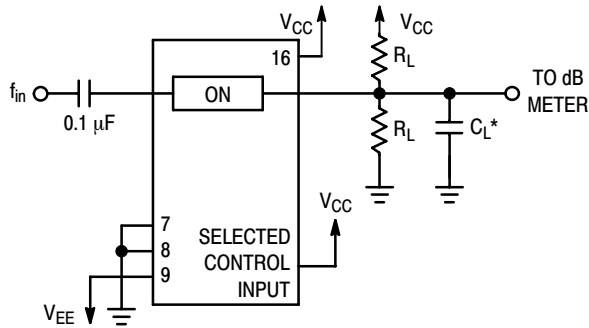 V_CC
V_CC
16
R_L
f_in
ON
TO dB
METER
0.1 μF
R_L
C_L*
V_CC
7
8
9
SELECTED
CONTROL
INPUT
V_EE